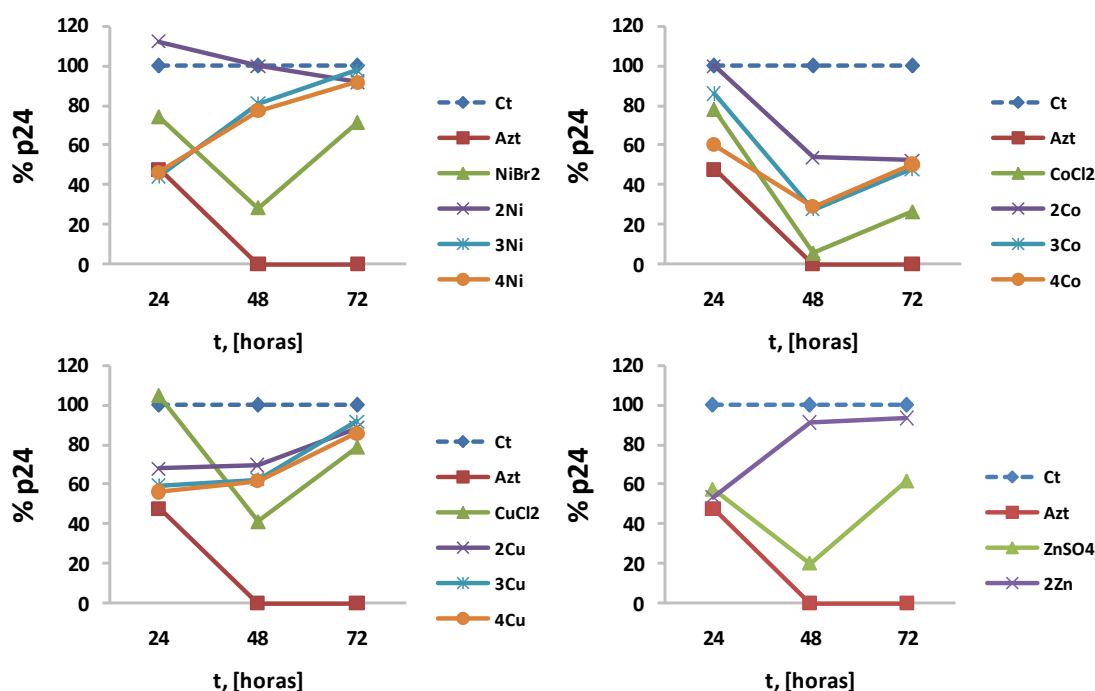 120
100
80
60
40
20
0
% p24
24 48 72
t, [horas]
Ct
Azt
NiBr2
2Ni
3Ni
4Ni
120
100
80
60
40
20
0
% p24
24 48 72
t, [horas]
Ct
Azt
CoCl2
2Co
3Co
4Co
120
100
80
60
40
20
0
% p24
24 48 72
t, [horas]
Ct
Azt
CuCl2
2Cu
3Cu
4Cu
120
100
80
60
40
20
0
% p24
24 48 72
t, [horas]
Ct
Azt
ZnSO4
2Zn